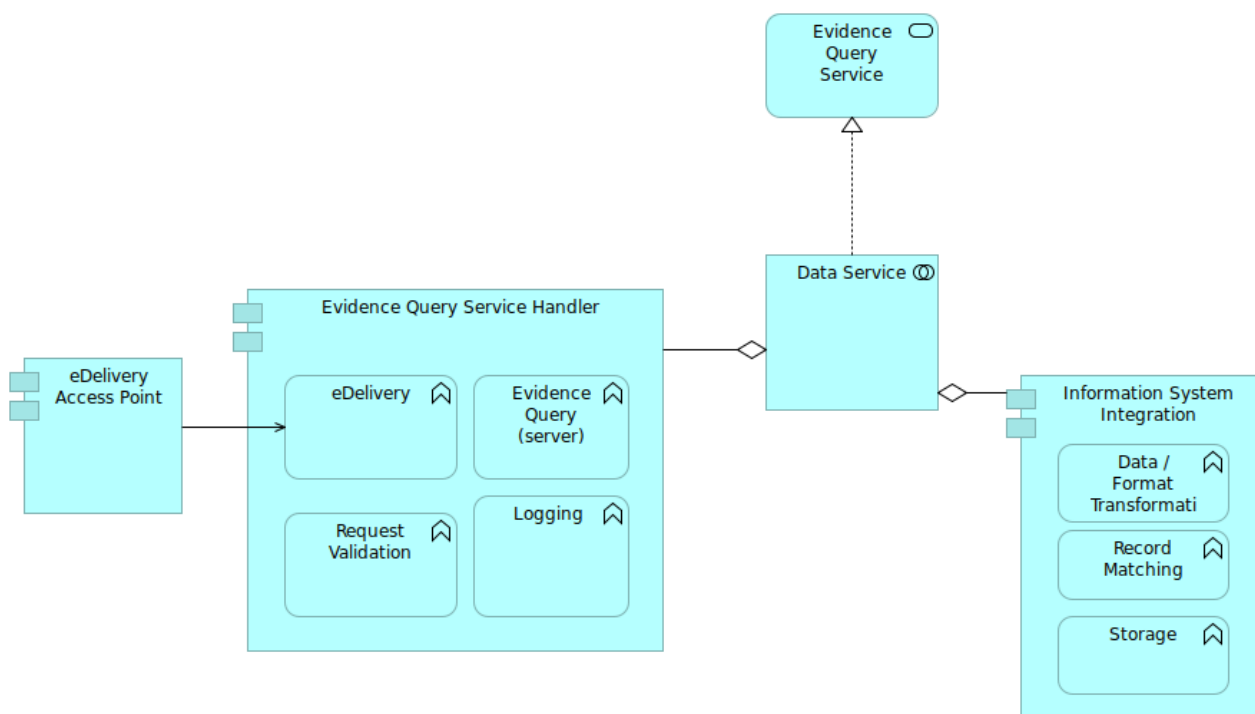 Evidence
Query
Service
Data Service
Evidence Query Service Handler
eDelivery
Access Point
eDelivery
Evidence
Query
(server)
Request
Validation
Logging
Information System
Integration
Data /
Format
Transformati
Record
Matching
Storage